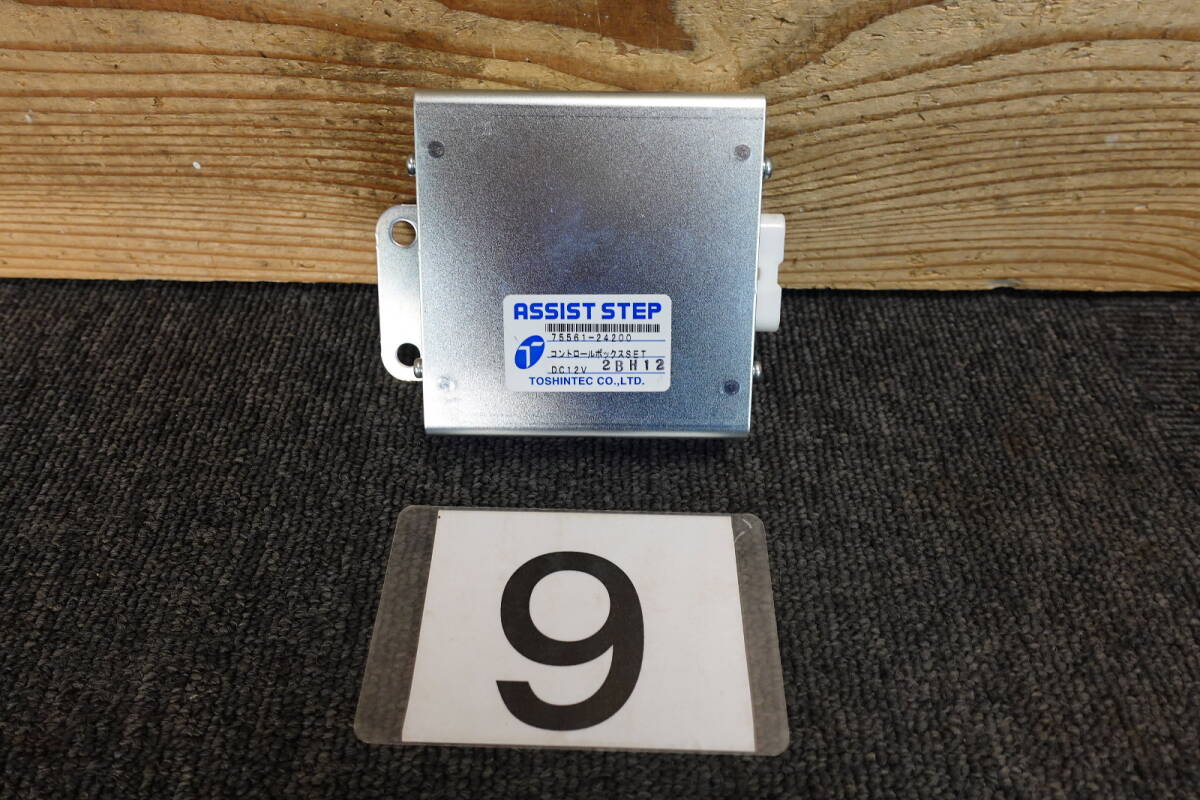 ASSIST STEP
75561-24200
コントロールボックスSET
DC12V 2BH12
TOSHINTEC CO.,LTD.
9